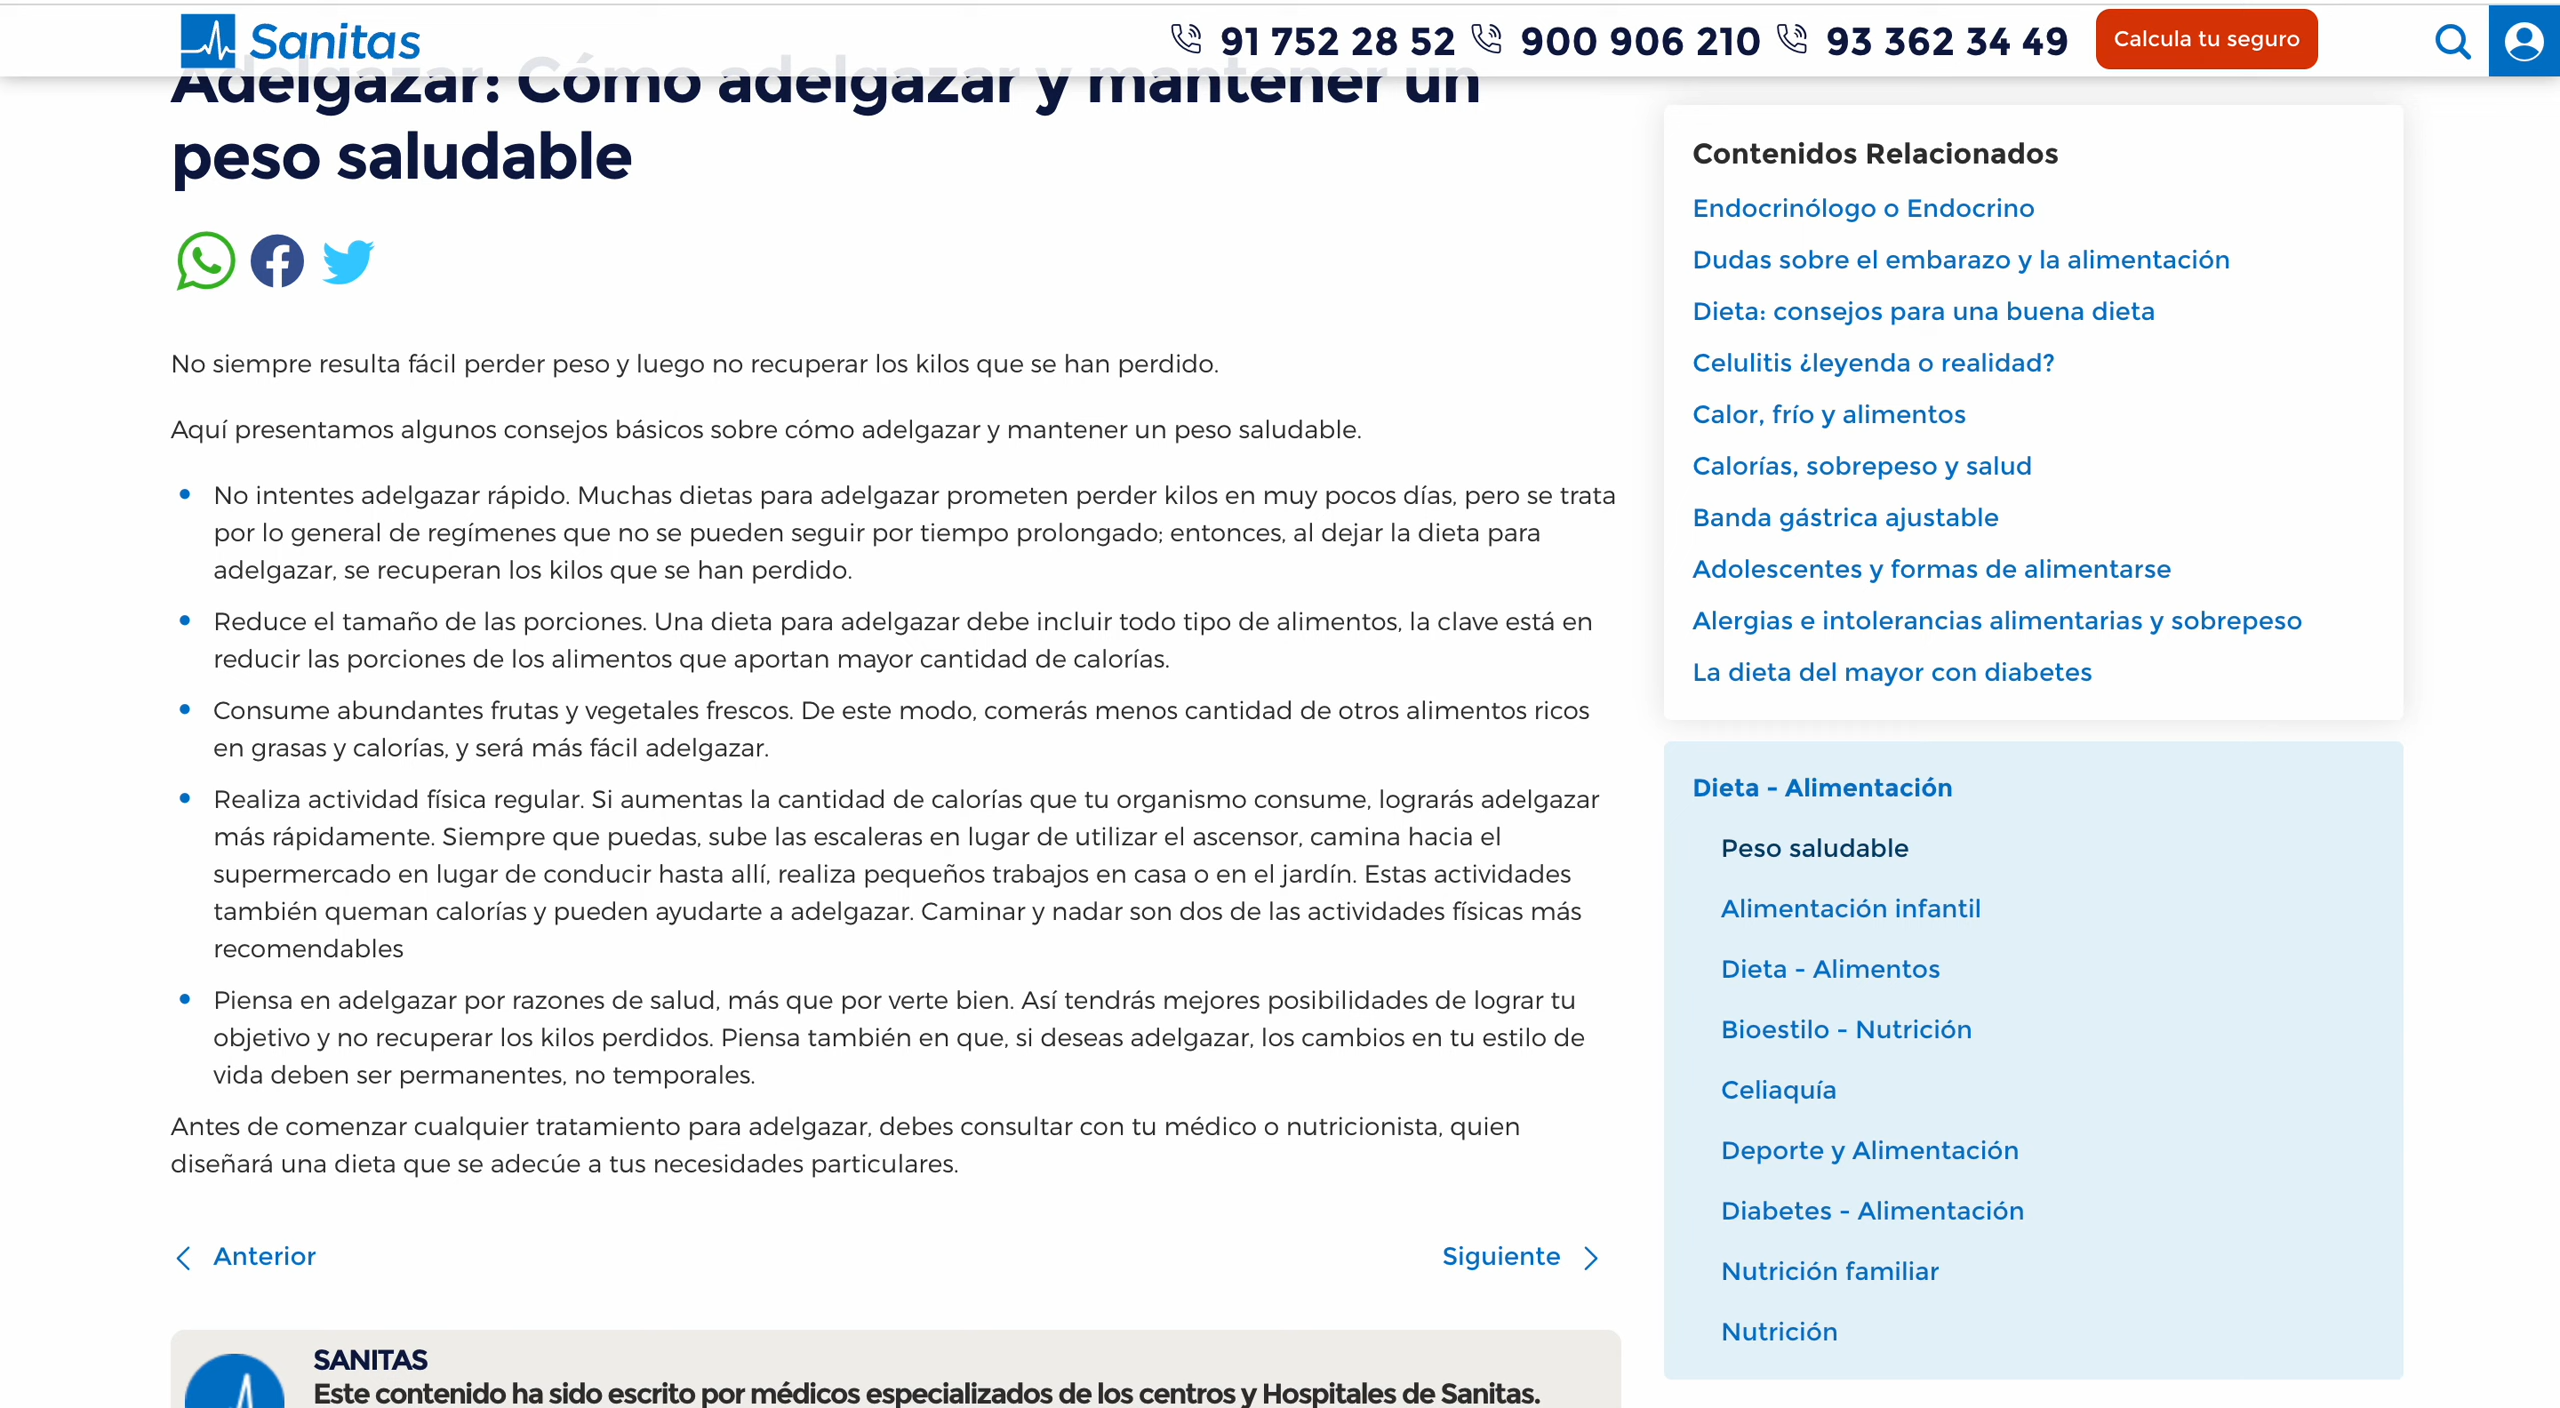 Sanitas
91 752 28 52
900 906 210
93 362 34 49
Calcula tu seguro
Adelgazar: Cómo adelgazar y mantener un
peso saludable
No siempre resulta fácil perder peso y luego no recuperar los kilos que se han perdido.
Aquí presentamos algunos consejos básicos sobre cómo adelgazar y mantener un peso saludable.
No intentes adelgazar rápido. Muchas dietas para adelgazar prometen perder kilos en muy pocos días, pero se trata
por lo general de regímenes que no se pueden seguir por tiempo prolongado; entonces, al dejar la dieta para
adelgazar, se recuperan los kilos que se han perdido.
Reduce el tamaño de las porciones. Una dieta para adelgazar debe incluir todo tipo de alimentos, la clave está en
reducir las porciones de los alimentos que aportan mayor cantidad de calorías.
Consume abundantes frutas y vegetales frescos. De este modo, comerás menos cantidad de otros alimentos ricos
en grasas y calorías, y será más fácil adelgazar.
Realiza actividad física regular. Si aumentas la cantidad de calorías que tu organismo consume, lograrás adelgazar
más rápidamente. Siempre que puedas, sube las escaleras en lugar de utilizar el ascensor, camina hacia el
supermercado en lugar de conducir hasta allí, realiza pequeños trabajos en casa o en el jardín. Estas actividades
también queman calorías y pueden ayudarte a adelgazar. Caminar y nadar son dos de las actividades físicas más
recomendables
Piensa en adelgazar por razones de salud, más que por verte bien. Así tendrás mejores posibilidades de lograr tu
objetivo y no recuperar los kilos perdidos. Piensa también en que, si deseas adelgazar, los cambios en tu estilo de
vida deben ser permanentes, no temporales.
Antes de comenzar cualquier tratamiento para adelgazar, debes consultar con tu médico o nutricionista, quien
diseñará una dieta que se adecúe a tus necesidades particulares.
Anterior
Siguiente
SANITAS
Este contenido ha sido escrito por médicos especializados de los centros y Hospitales de Sanitas.
Contenidos Relacionados
Endocrinólogo o Endocrino
Dudas sobre el embarazo y la alimentación
Dieta: consejos para una buena dieta
Celulitis ¿leyenda o realidad?
Calor, frío y alimentos
Calorías, sobrepeso y salud
Banda gástrica ajustable
Adolescentes y formas de alimentarse
Alergias e intolerancias alimentarias y sobrepeso
La dieta del mayor con diabetes
Dieta - Alimentación
Peso saludable
Alimentación infantil
Dieta - Alimentos
Bioestilo - Nutrición
Celiaquía
Deporte y Alimentación
Diabetes - Alimentación
Nutrición familiar
Nutrición